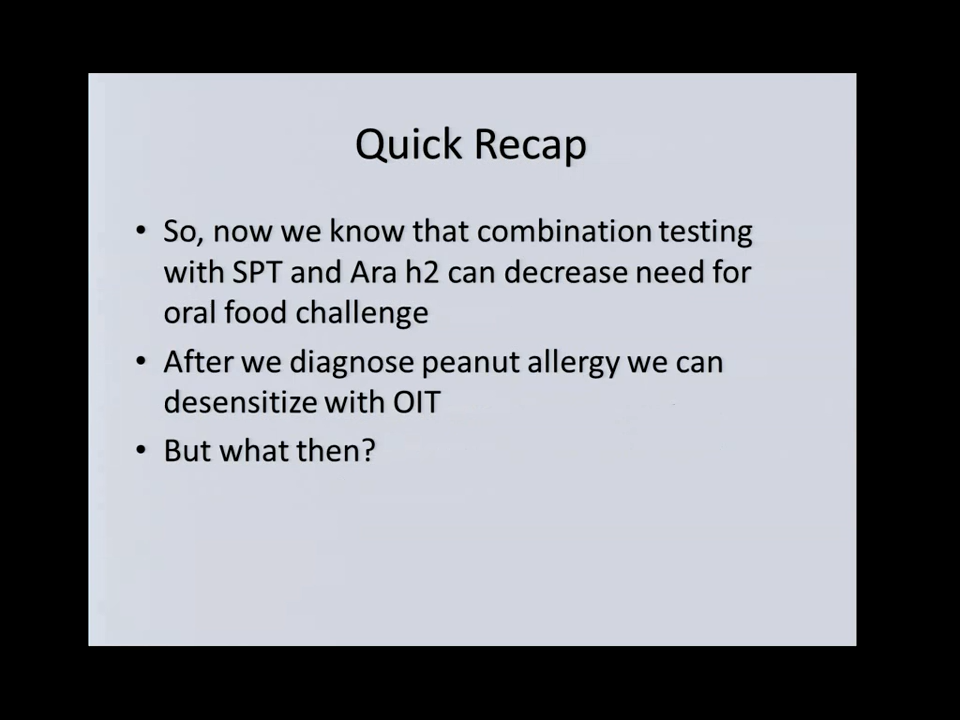 Quick Recap
• So, now we know that combination testing
with SPT and Ara h2 can decrease need for
oral food challenge
• After we diagnose peanut allergy we can
desensitize with OIT
• But what then?